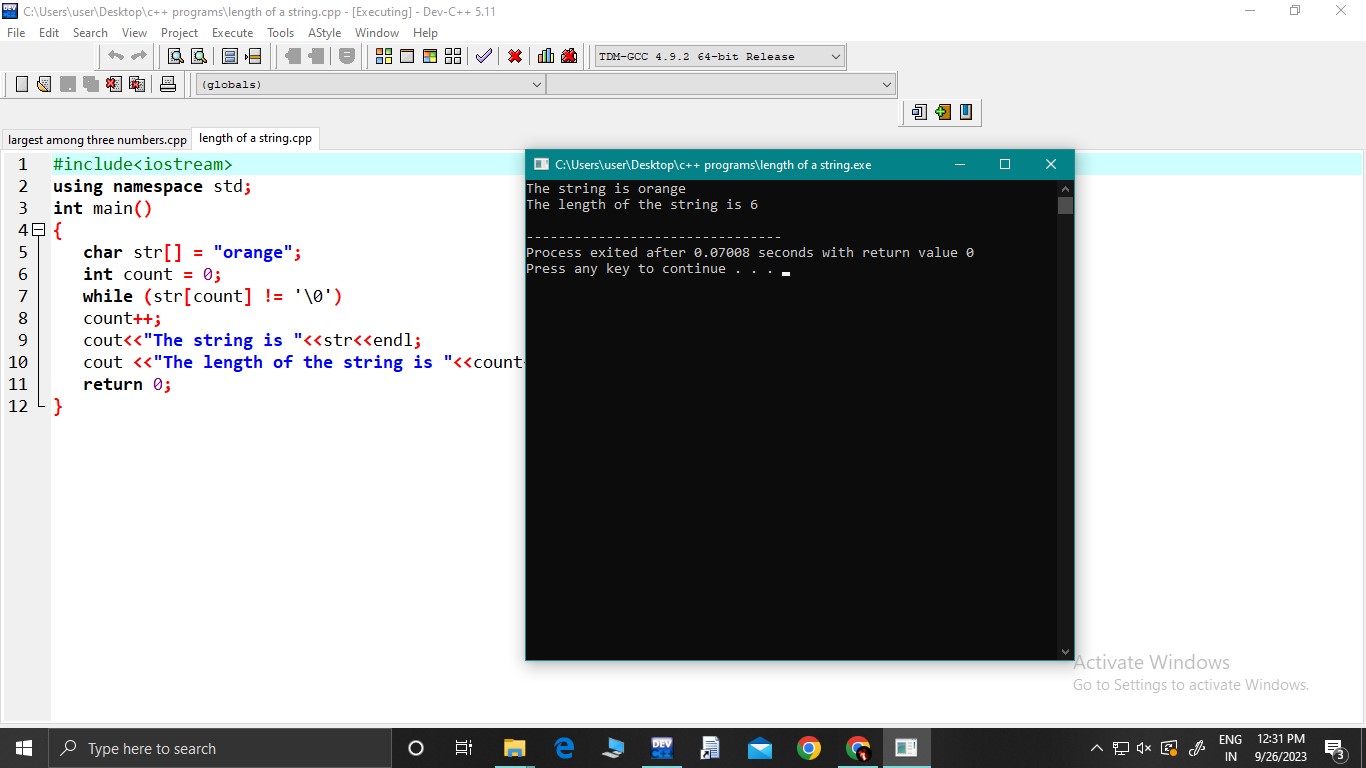 C:\Users\user\Desktop\c++ programs\length of a string.cpp - [Executing] - Dev-C++ 5.11
File Edit Search View Project Execute Tools AStyle Window Help
TDM-GCC 4.9.2 64-bit Release
(globals)
largest among three numbers.cpp length of a string.cpp
1 #include<iostream>
2 using namespace std;
3 int main()
4 {
5 char str[] = "orange";
6 int count = 0;
7 while (str[count] != '\0')
8 count++;
9 cout<<"The string is "<<str<<endl;
10 cout <<"The length of the string is "<<count
11 return 0;
12 }
C:\Users\user\Desktop\c++ programs\length of a string.exe
The string is orange
The length of the string is 6
--------------------------------
Process exited after 0.07008 seconds with return value 0
Press any key to continue . . .
Activate Windows
Go to Settings to activate Windows.
Type here to search
DEV
ENG
IN
12:31 PM
9/26/2023
3